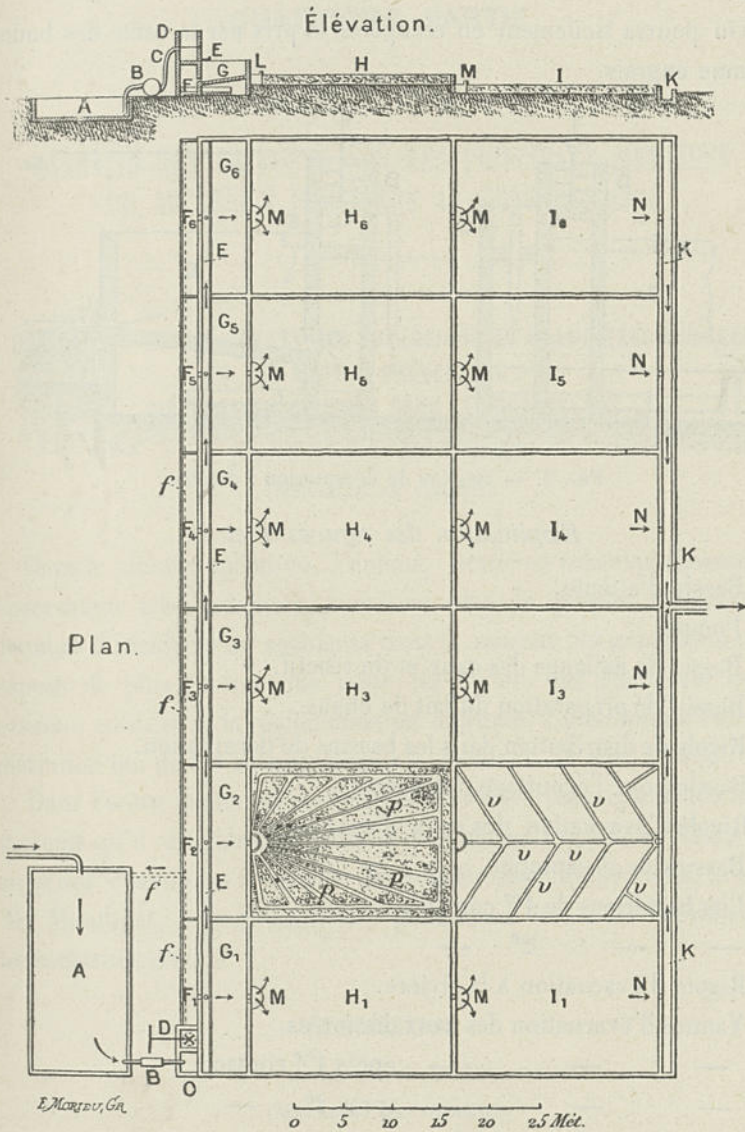 Élévation.
D
C
E
B
G
L
H
M
I
K
A
F
G₆
F₆
M
H₆
M
I₆
N
E
K
G₅
F₅
M
H₅
M
I₅
N
f
G₄
F₄
M
H₄
M
I₄
N
E
K
Plan.
G₃
f
F₃
M
H₃
M
I₃
N
G₂
p
v
v
F₂
v
v
f
E
p
p
v
v
A
f
G₁
K
F₁
M
H₁
M
I₁
N
D
B
O
E. MORIEU, GR.
0 5 10 15 20 25 Mét.